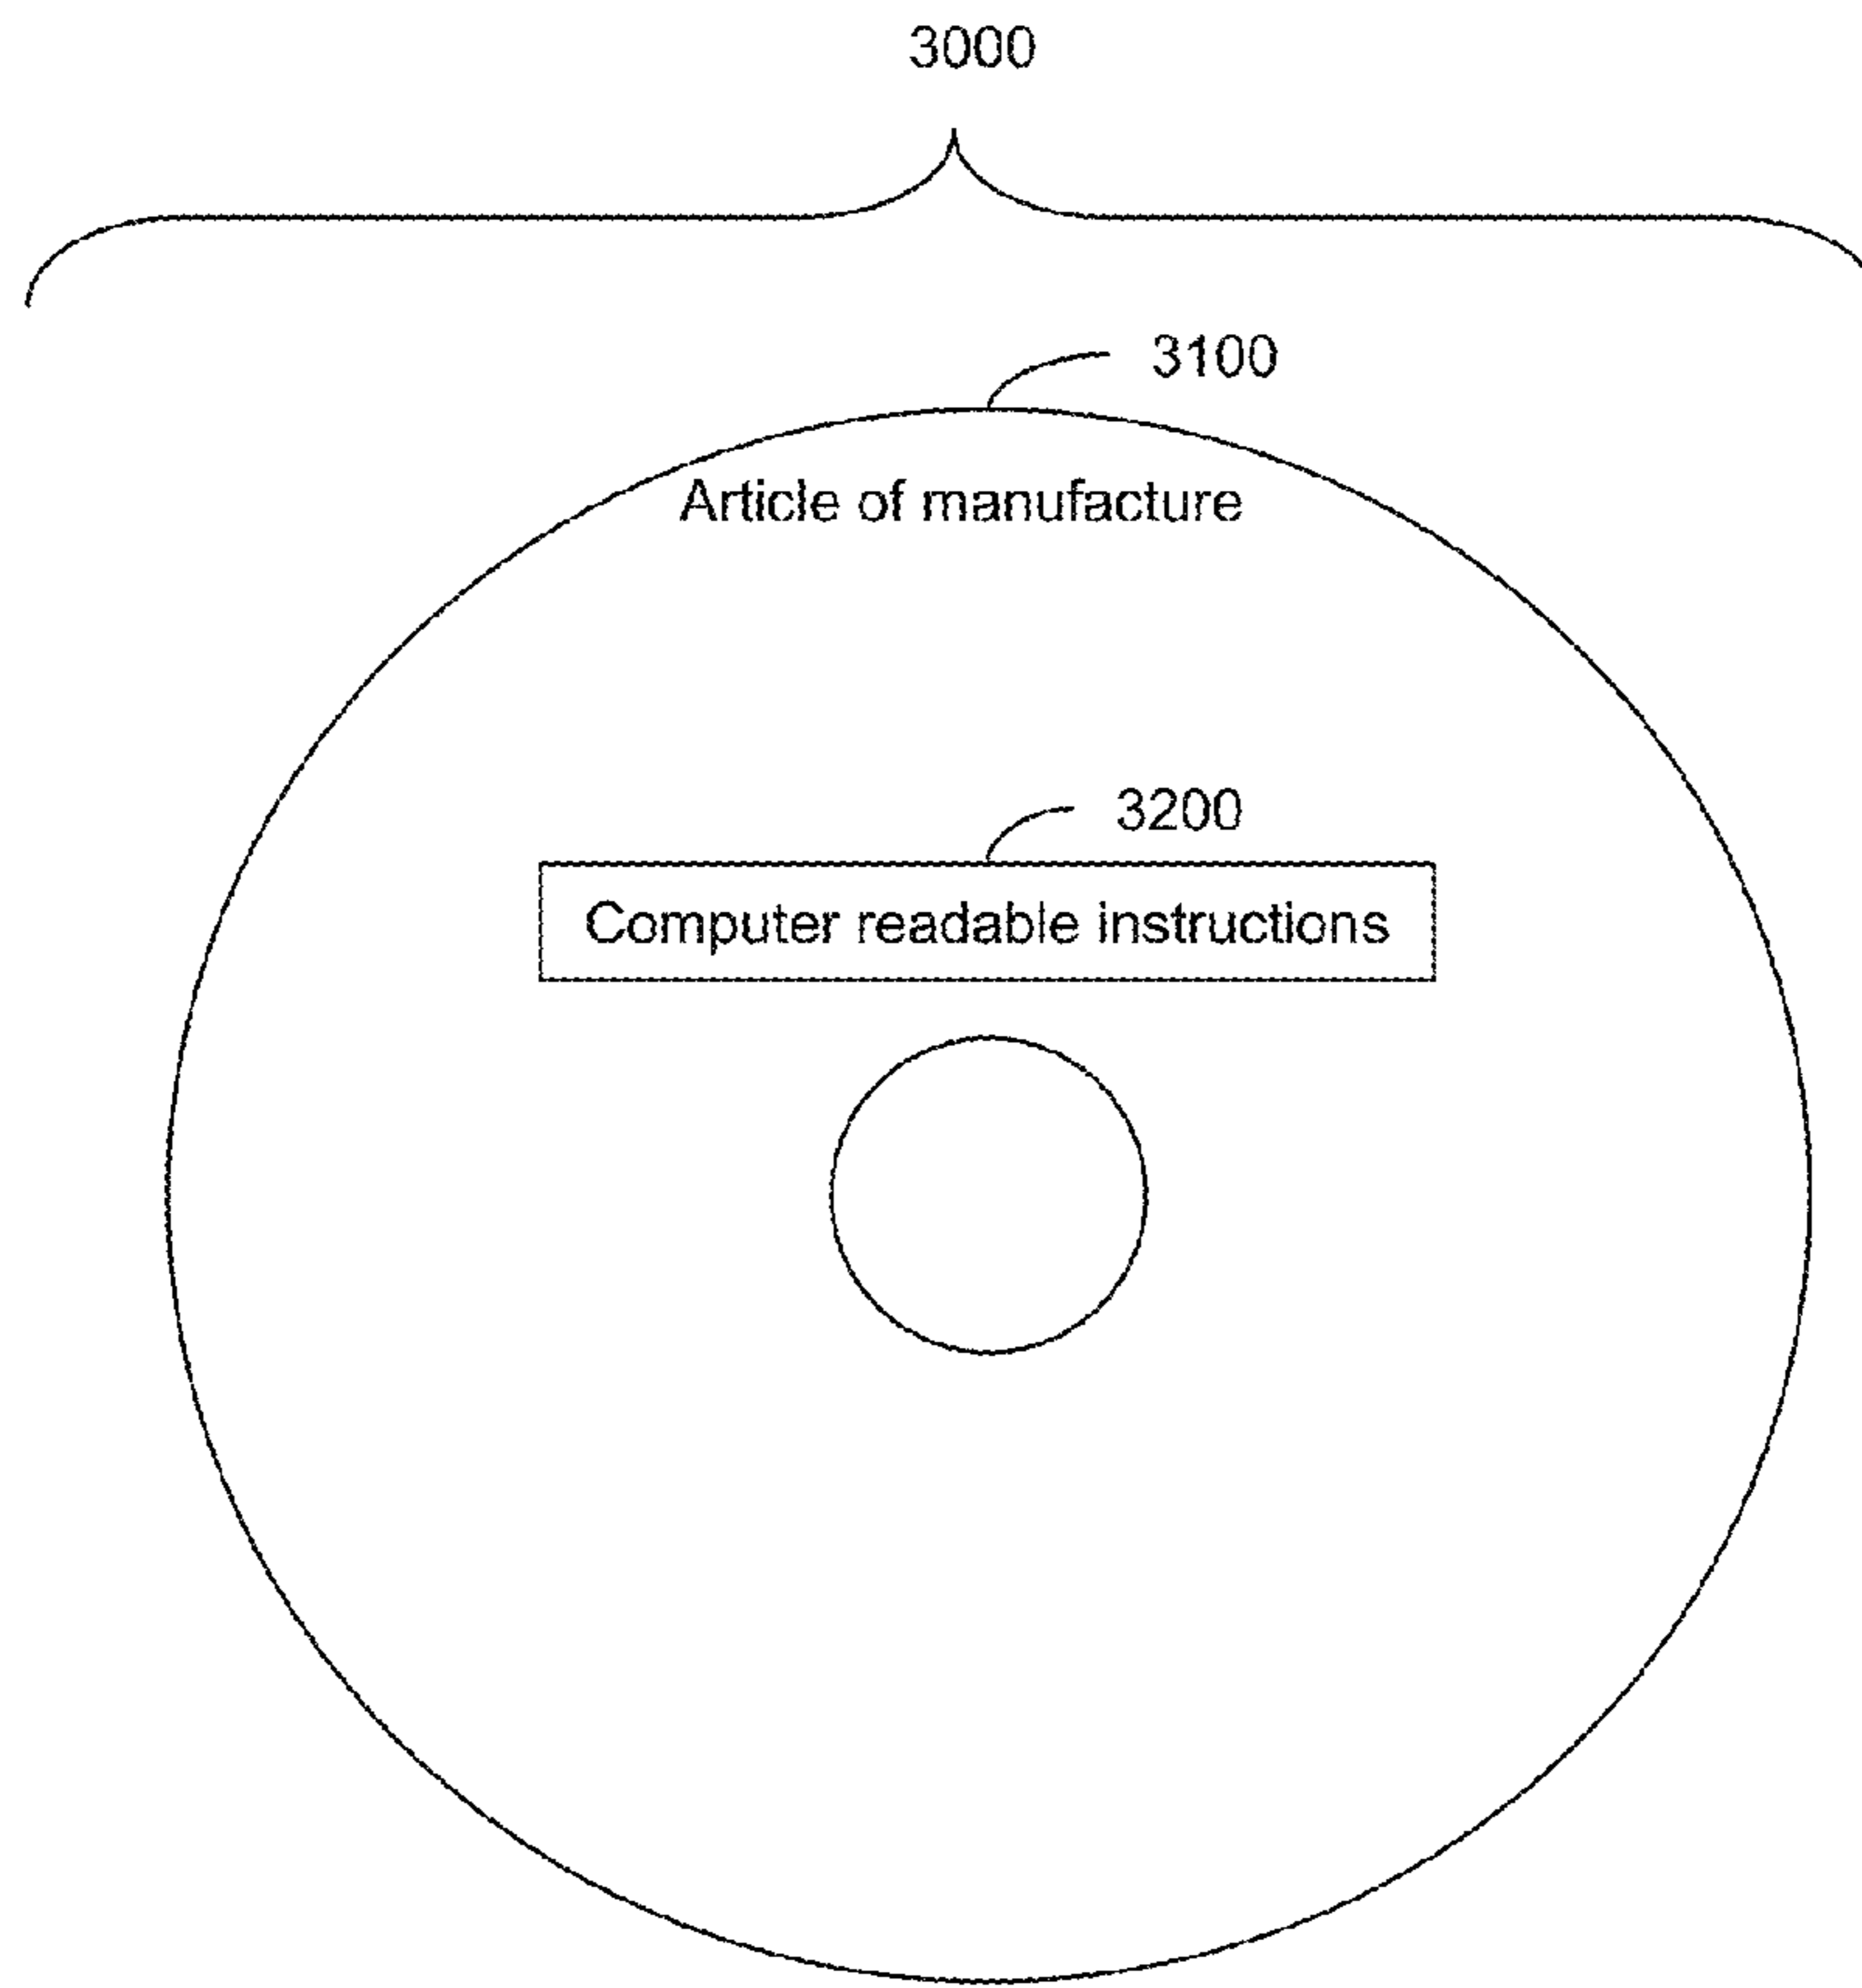 3000
3100
Article of manufacture
3200
Computer readable instructions